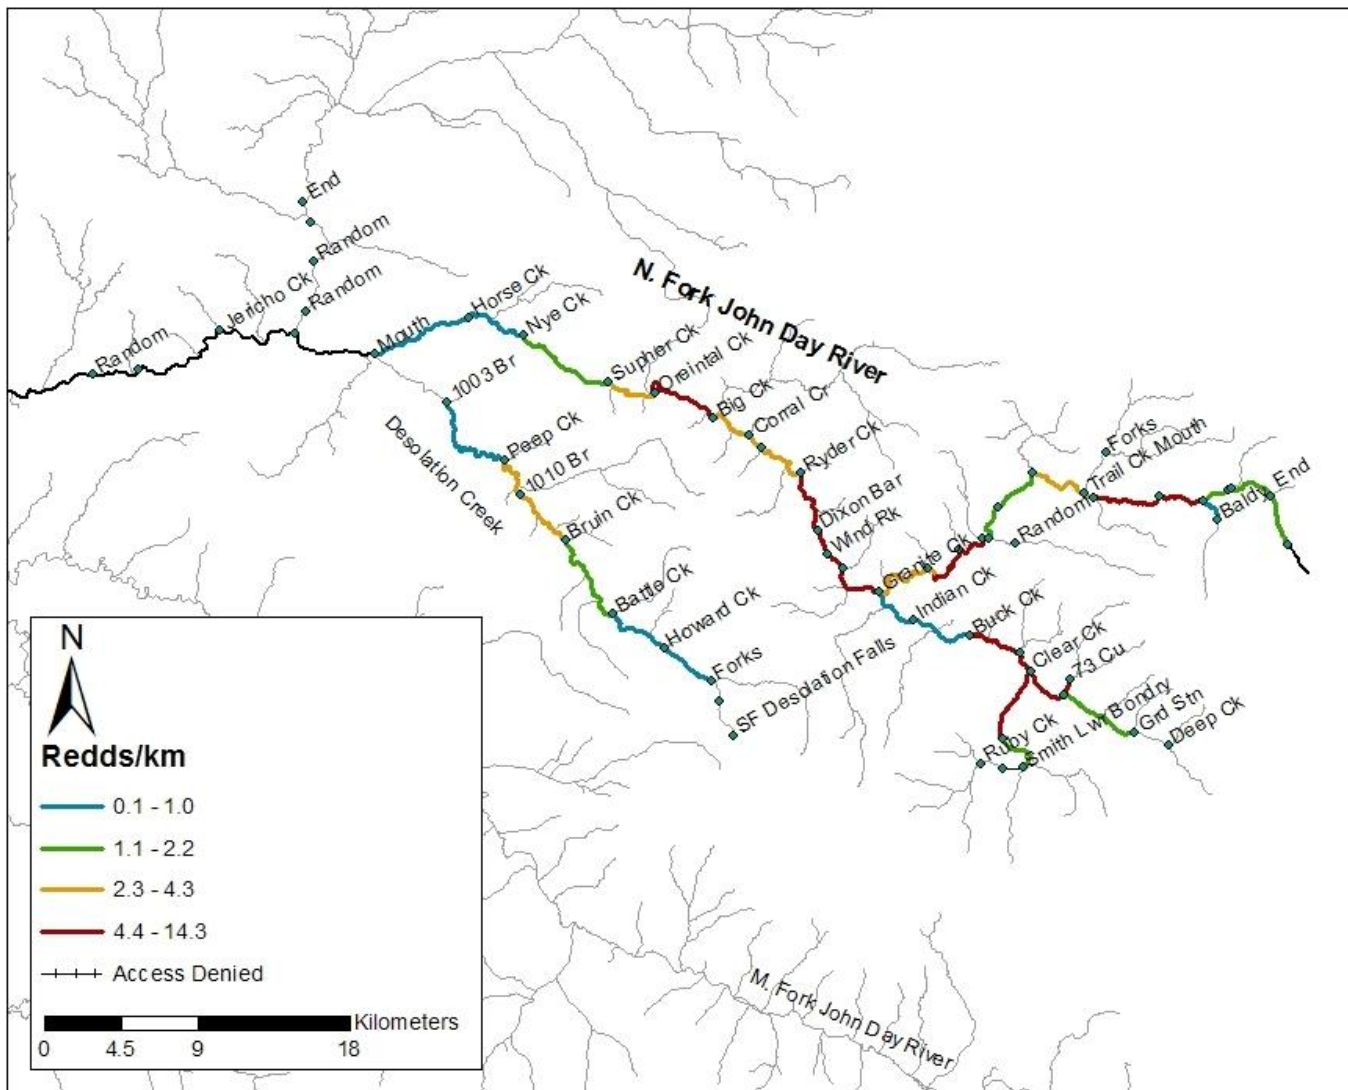 End
Random
Jericho Ck
Random
Random
Mouth
Horse Ck
Nye Ck
N. Fork John Day River
Supher Ck
Oreintal Ck
Big Ck
Corral Cr
Ryder Ck
1003 Br
Peep Ck
1010 Br
Desolation Creek
Bruin Ck
Battle Ck
Howard Ck
Forks
SF Desolation Falls
Dixon Bar
Wind Rk
Granite Ck
Random
Forks
Trail Ck Mouth
Baldy
End
Indian Ck
Buck Ck
Clear Ck
73 Cu
Ruby Ck
Smith Lwr Bondry
Grd Stn
Deep Ck
M. Fork John Day River
N
Redds/km
0.1 - 1.0
1.1 - 2.2
2.3 - 4.3
4.4 - 14.3
Access Denied
Kilometers
0 4.5 9 18